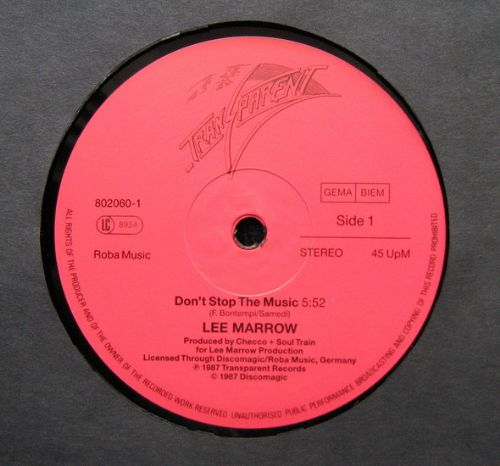 TRANSPARENT
802060-1
LC 8924
Roba Music
GEMA BIEM
Side 1
STEREO 45 UpM
Don't Stop The Music 5:52
(F. Bontempi/Samedi)
LEE MARROW
Produced by Checco + Soul Train
for Lee Marrow Production
Licensed Through Discomagic/Roba Music, Germany
℗ 1987 Transparent Records
© 1987 Discomagic
ALL RIGHTS OF THE PRODUCER AND OF THE OWNER OF THE RECORDED WORK RESERVED UNAUTHORISED PUBLIC PERFORMANCE BROADCASTING AND COPYING OF THIS RECORD PROHIBITED